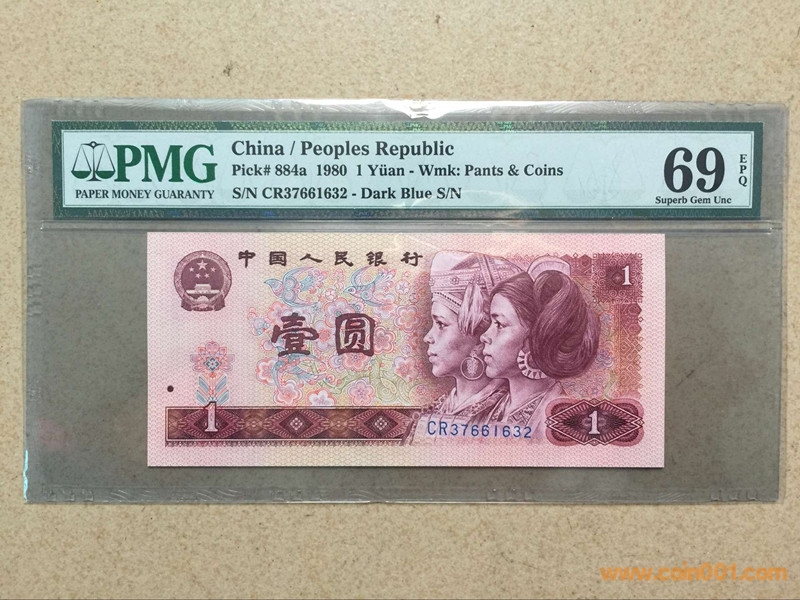 PMG
PAPER MONEY GUARANTY
China / Peoples Republic
Pick# 884a 1980 1 Yüan - Wmk: Pants & Coins
S/N CR37661632 - Dark Blue S/N
69
EPQ
Superb Gem Unc
中国人民银行
1
壹圆
1
CR37661632
1
www.coin001.com